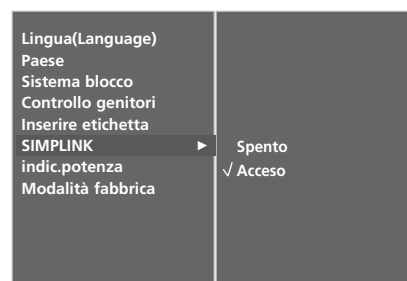 Lingua(Language)
Paese
Sistema blocco
Controllo genitori
Inserire etichetta
SIMPLINK ►
indic.potenza
Modalità fabbrica
Spento
√ Acceso